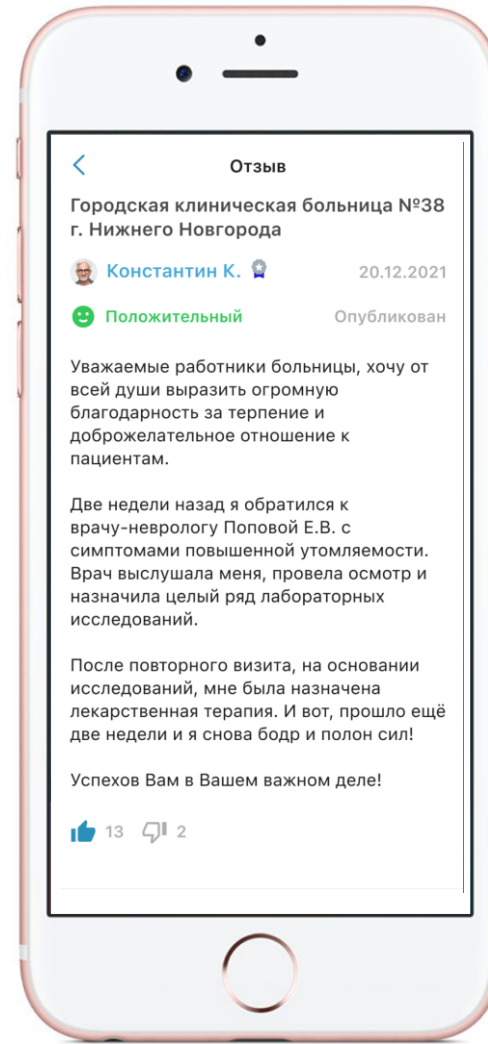 Отзыв
Городская клиническая больница №38
г. Нижнего Новгорода
Константин К. 20.12.2021
Положительный Опубликован
Уважаемые работники больницы, хочу от
всей души выразить огромную
благодарность за терпение и
доброжелательное отношение к
пациентам.
Две недели назад я обратился к
врачу-неврологу Поповой Е.В. с
симптомами повышенной утомляемости.
Врач выслушала меня, провела осмотр и
назначила целый ряд лабораторных
исследований.
После повторного визита, на основании
исследований, мне была назначена
лекарственная терапия. И вот, прошло ещё
две недели и я снова бодр и полон сил!
Успехов Вам в Вашем важном деле!
13 2